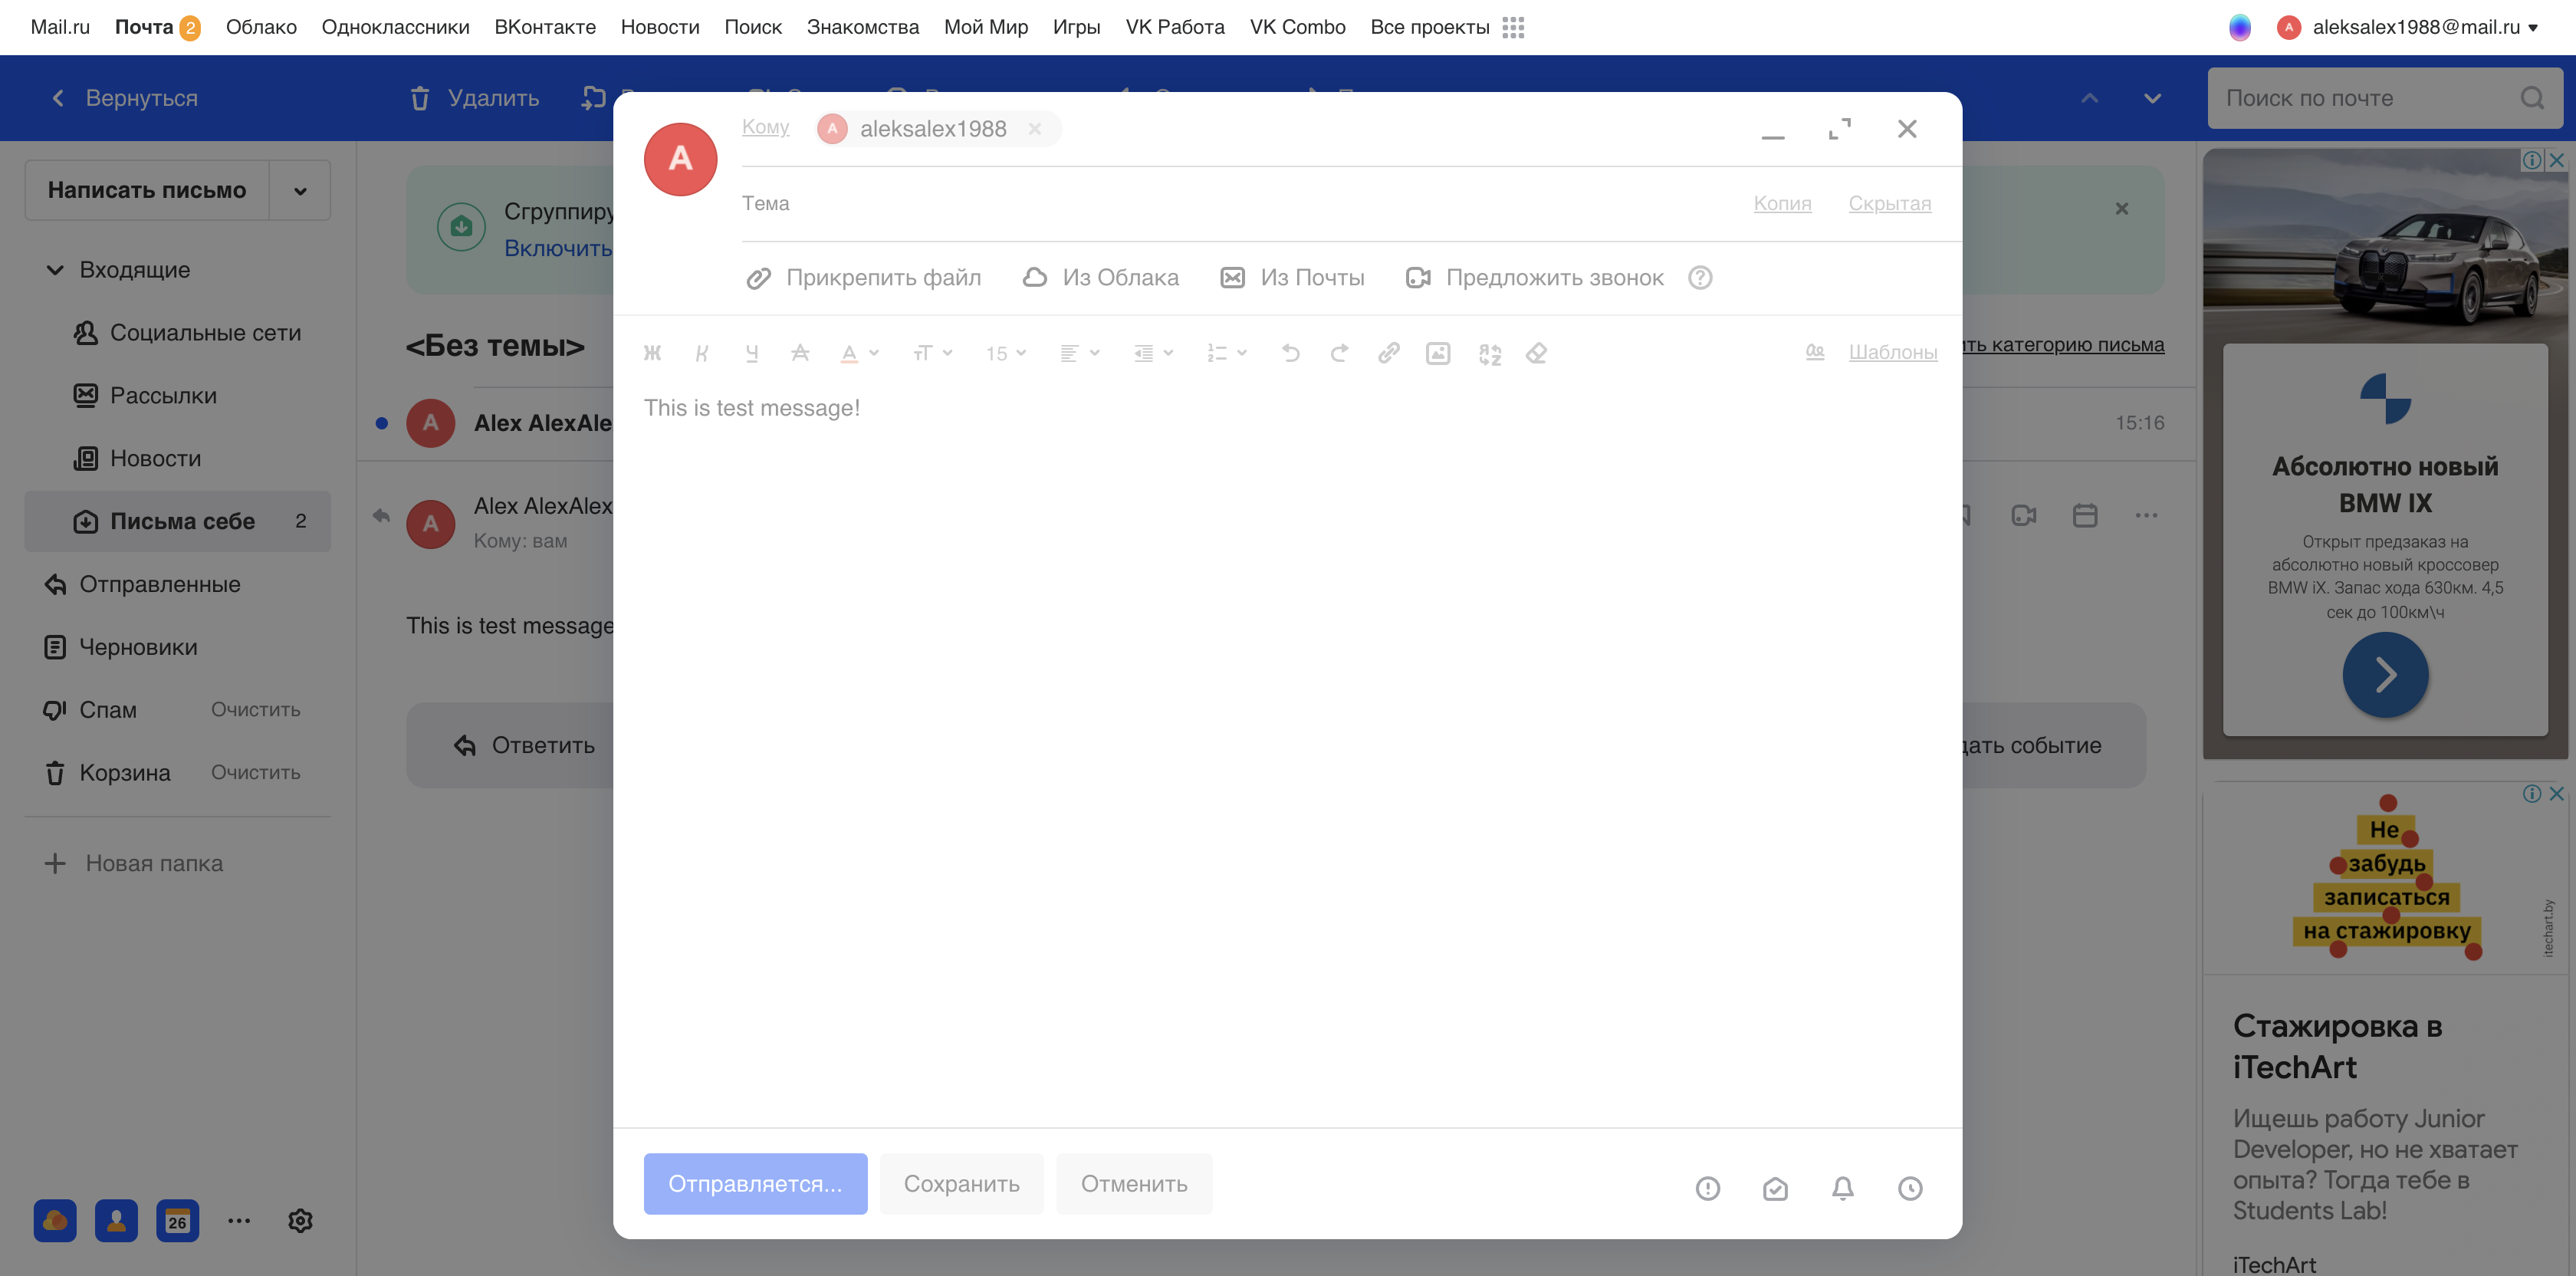 Mail.ru Почта 2 Облако Одноклассники ВКонтакте Новости Поиск Знакомства Мой Мир Игры VK Работа VK Combo Все проекты A aleksalex1988@mail.ru
Вернуться Удалить Поиск по почте
Написать письмо
Входящие
Социальные сети
Рассылки
Новости
Письма себе 2
Отправленные
Черновики
Спам Очистить
Корзина Очистить
Новая папка
26
Сгруппиру
Включить
<Без темы>
ить категорию письма
A Alex AlexAle 15:16
A Alex AlexAlex
Кому: вам
This is test message
Ответить
дать событие
A
Кому A aleksalex1988
Тема Копия Скрытая
Прикрепить файл Из Облака Из Почты Предложить звонок ?
Ж К Ч А А тТ 15 Шаблоны
This is test message!
Отправляется... Сохранить Отменить
Абсолютно новый
BMW IX
Открыт предзаказ на
абсолютно новый кроссовер
BMW iX. Запас хода 630км. 4,5
сек до 100км\ч
Не
забудь
записаться
на стажировку
itechart.by
Стажировка в
iTechArt
Ищешь работу Junior
Developer, но не хватает
опыта? Тогда тебе в
Students Lab!
iTechArt